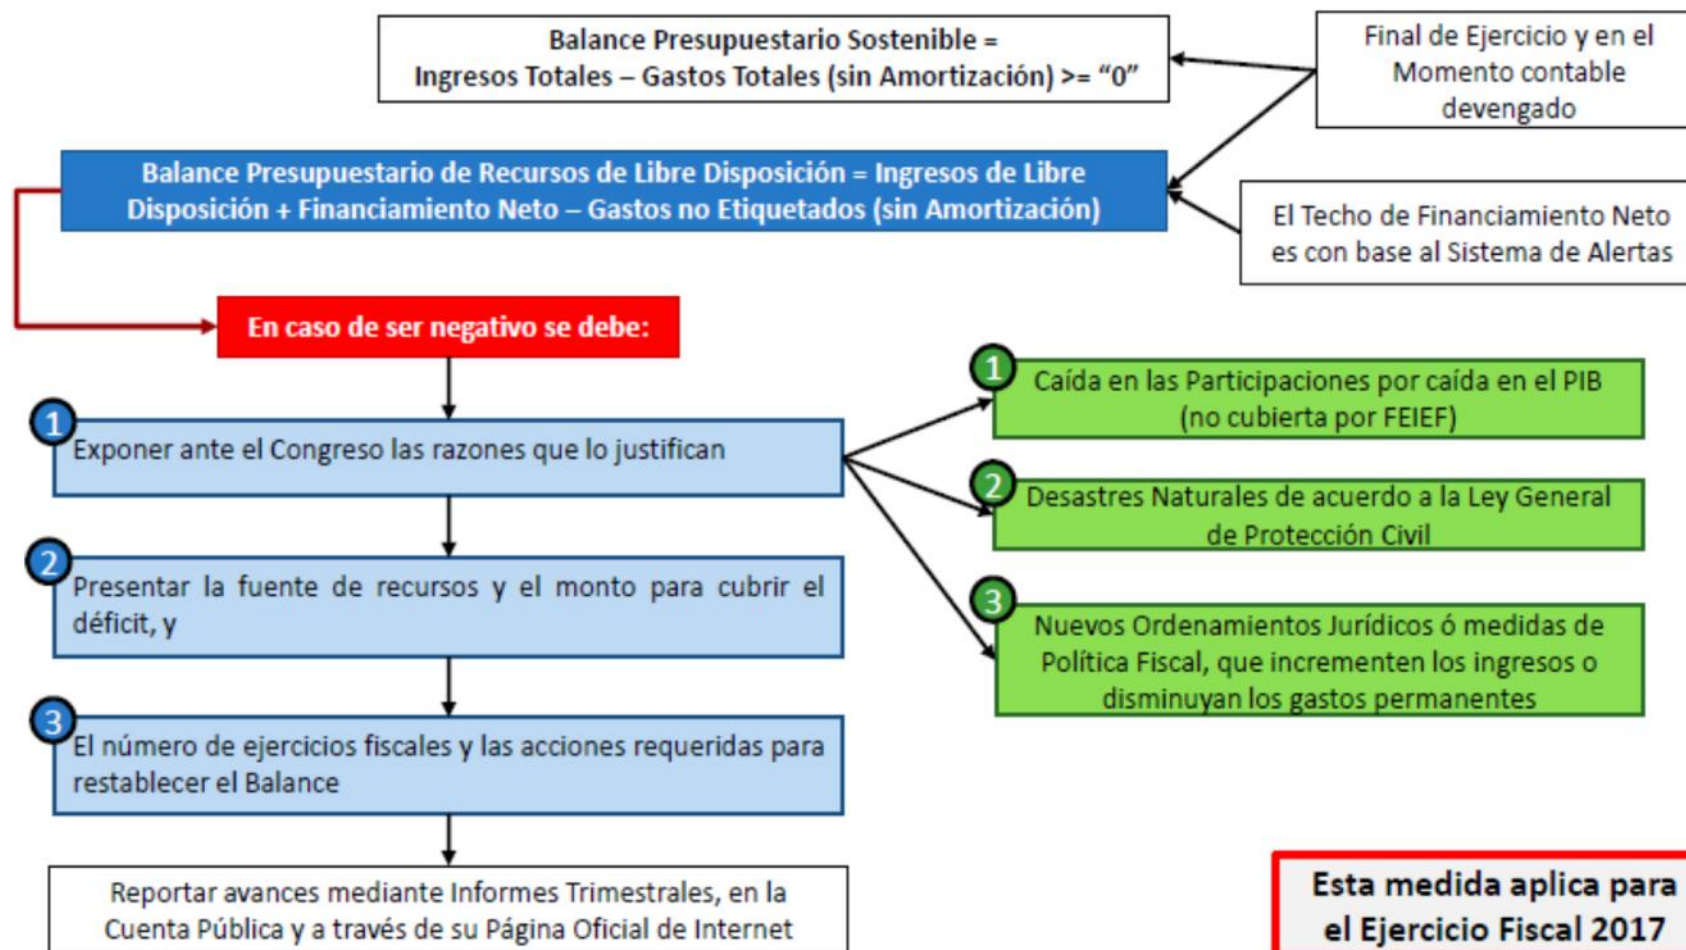 Balance Presupuestario Sostenible =
Ingresos Totales – Gastos Totales (sin Amortización) >= “0”
Final de Ejercicio y en el
Momento contable
devengado
Balance Presupuestario de Recursos de Libre Disposición = Ingresos de Libre
Disposición + Financiamiento Neto – Gastos no Etiquetados (sin Amortización)
El Techo de Financiamiento Neto
es con base al Sistema de Alertas
En caso de ser negativo se debe:
1
Exponer ante el Congreso las razones que lo justifican
2
Presentar la fuente de recursos y el monto para cubrir el
déficit, y
3
El número de ejercicios fiscales y las acciones requeridas para
restablecer el Balance
Reportar avances mediante Informes Trimestrales, en la
Cuenta Pública y a través de su Página Oficial de Internet
1
Caída en las Participaciones por caída en el PIB
(no cubierta por FEIEF)
2
Desastres Naturales de acuerdo a la Ley General
de Protección Civil
3
Nuevos Ordenamientos Jurídicos ó medidas de
Política Fiscal, que incrementen los ingresos o
disminuyan los gastos permanentes
Esta medida aplica para
el Ejercicio Fiscal 2017